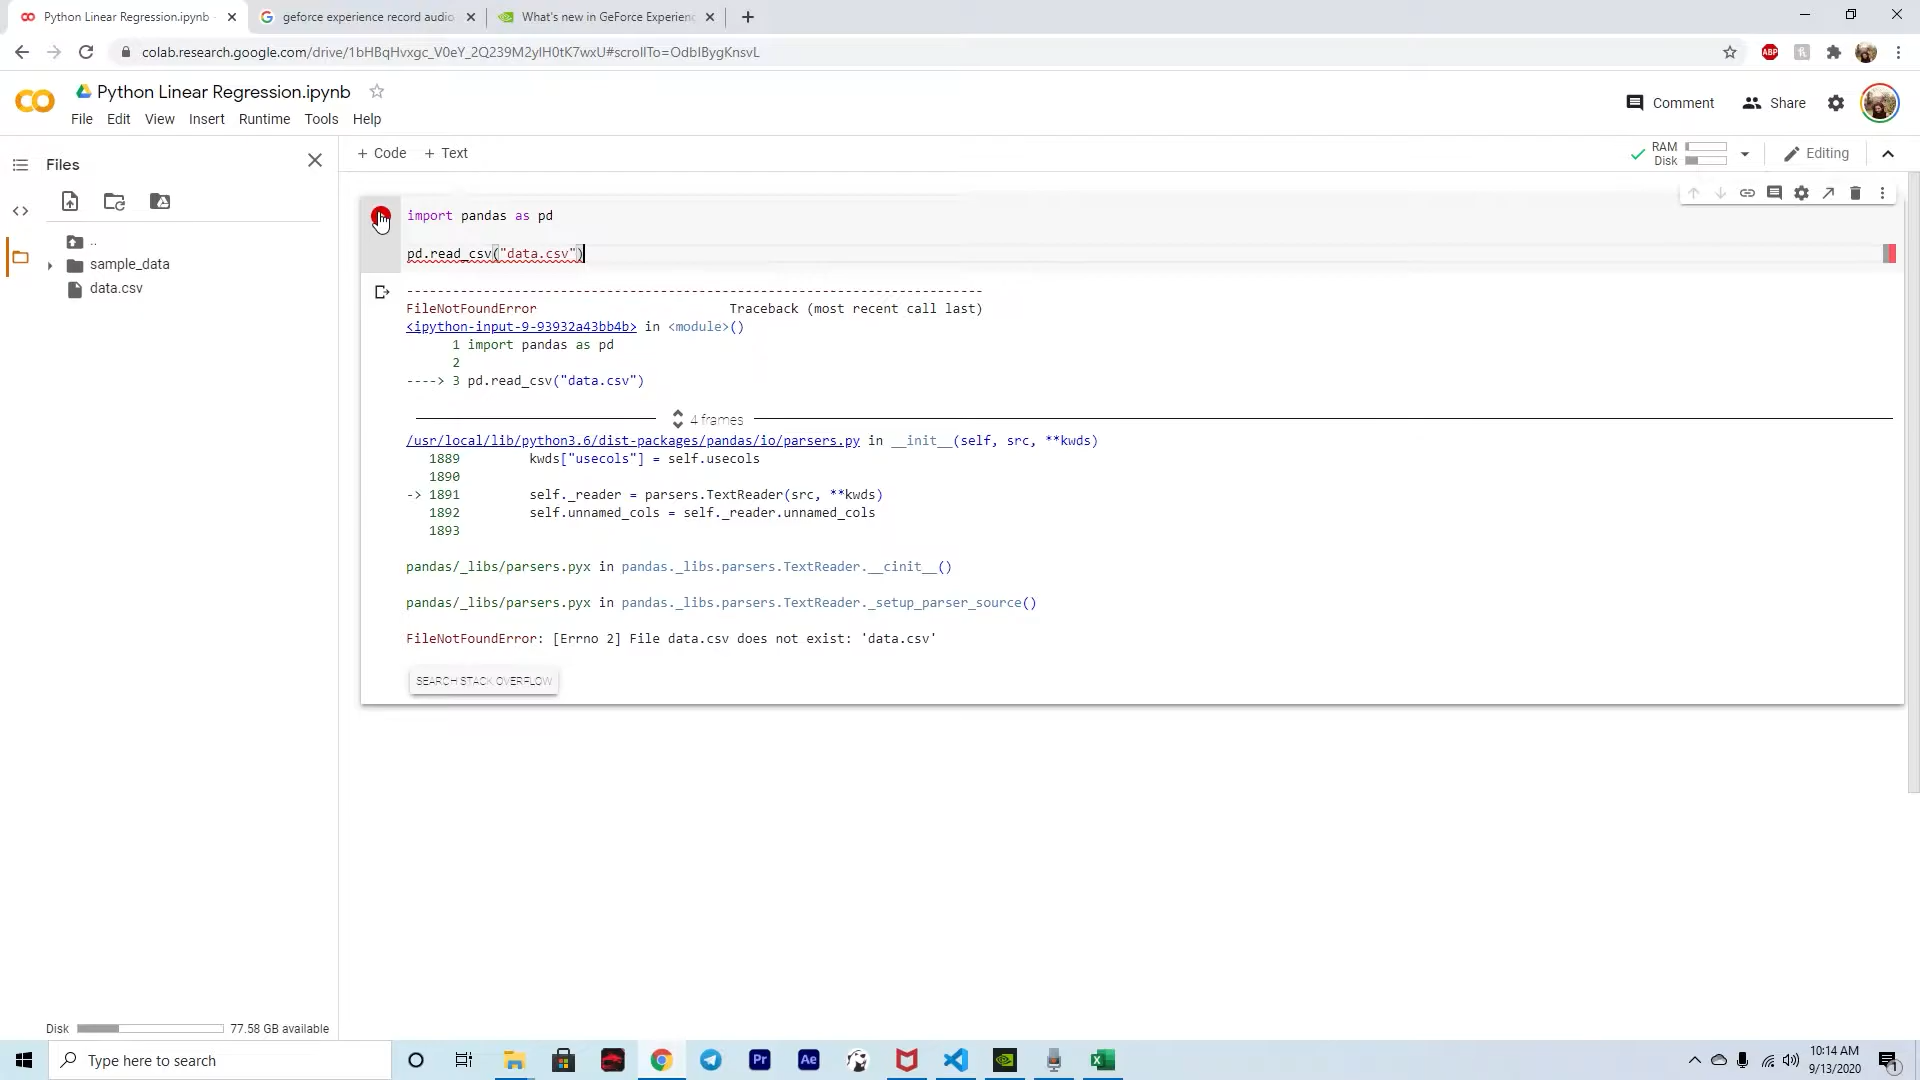 Python Linear Regression.ipynb
geforce experience record audio
What's new in GeForce Experienc
colab.research.google.com/drive/1bHBqHvxgc_V0eY_2Q239M2ylH0tK7wxU#scrollTo=OdbIBygKnsvL
ABP
Python Linear Regression.ipynb
File Edit View Insert Runtime Tools Help
Comment
Share
Files
+ Code + Text
RAM
Disk
Editing
..
sample_data
data.csv
import pandas as pd
pd.read_csv("data.csv")
---------------------------------------------------------------------------
FileNotFoundError Traceback (most recent call last)
<ipython-input-9-93932a43bb4b> in <module>()
1 import pandas as pd
2
----> 3 pd.read_csv("data.csv")
4 frames
/usr/local/lib/python3.6/dist-packages/pandas/io/parsers.py in __init__(self, src, **kwds)
1889 kwds["usecols"] = self.usecols
1890
-> 1891 self._reader = parsers.TextReader(src, **kwds)
1892 self.unnamed_cols = self._reader.unnamed_cols
1893
pandas/_libs/parsers.pyx in pandas._libs.parsers.TextReader.__cinit__()
pandas/_libs/parsers.pyx in pandas._libs.parsers.TextReader._setup_parser_source()
FileNotFoundError: [Errno 2] File data.csv does not exist: 'data.csv'
SEARCH STACK OVERFLOW
Disk 77.58 GB available
Type here to search
Pr
Ae
10:14 AM
9/13/2020
1